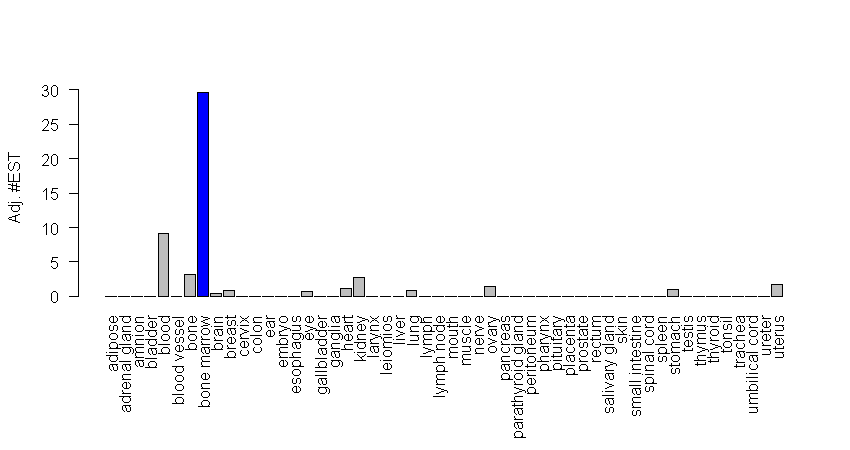 30
25
20
15
10
5
0
Adj. #EST
adipose
adrenal gland
amnion
bladder
blood
blood vessel
bone
bone marrow
brain
breast
cervix
colon
ear
embryo
esophagus
eye
gallbladder
ganglia
heart
kidney
larynx
leiomios
liver
lung
lymph
lymph node
mouth
muscle
nerve
ovary
pancreas
parathyroid gland
peritoneum
pharynx
pituitary
placenta
prostate
rectum
salivary gland
skin
small intestine
spinal cord
spleen
stomach
testis
thymus
thyroid
tonsil
trachea
umbilical cord
ureter
uterus